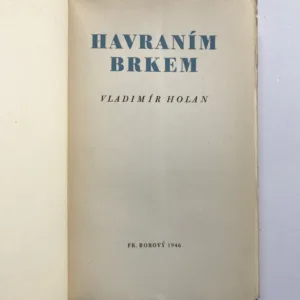 HAVRANÍM
BRKEM
VLADIMÍR HOLAN
FR. BOROVÝ 1946